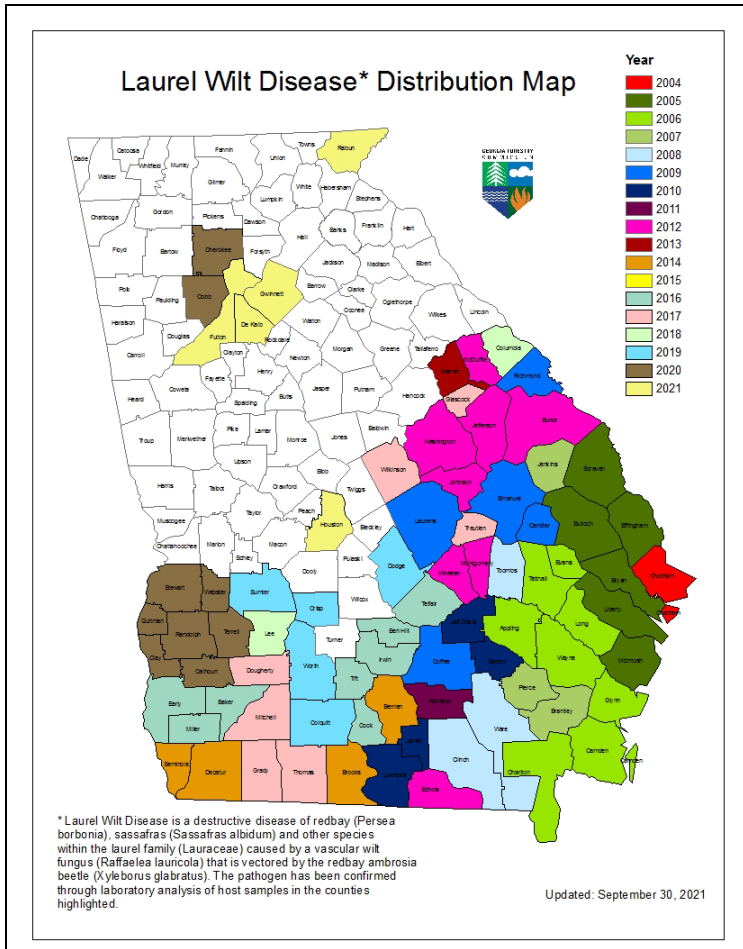 Laurel Wilt Disease* Distribution Map
Year
2004
2005
2006
2007
2008
2009
2010
2011
2012
2013
2014
2015
2016
2017
2018
2019
2020
2021
GEORGIA FORESTRY
COMMISSION
Dade
Catoosa
Whitfield
Walker
Murray
Fannin
Union
Towns
Rabun
Gilmer
White
Habersham
Lumpkin
Stephens
Chattooga
Gordon
Pickens
Dawson
Hall
Banks
Franklin
Hart
Floyd
Bartow
Cherokee
Forsyth
Jackson
Madison
Elbert
Polk
Paulding
Cobb
Gwinnett
Barrow
Clarke
Oconee
Oglethorpe
Wilkes
Lincoln
Haralson
Douglas
Fulton
De Kalb
Rockdale
Walton
Carroll
Clayton
Newton
Morgan
Greene
Taliaferro
McDuffie
Columbia
Richmond
Warren
Heard
Coweta
Fayette
Henry
Spalding
Butts
Jasper
Putnam
Hancock
Glascock
Troup
Meriwether
Pike
Lamar
Monroe
Jones
Baldwin
Washington
Jefferson
Burke
Upson
Bibb
Wilkinson
Johnson
Jenkins
Screven
Harris
Talbot
Crawford
Twiggs
Emanuel
Muscogee
Taylor
Peach
Houston
Bleckley
Laurens
Treutlen
Candler
Bulloch
Effingham
Chattahoochee
Marion
Schley
Macon
Dooly
Pulaski
Dodge
Wheeler
Montgomery
Toombs
Tattnall
Evans
Bryan
Chatham
Chatham
Stewart
Webster
Sumter
Crisp
Wilcox
Telfair
Jeff Davis
Appling
Long
Liberty
Quitman
Randolph
Terrell
Lee
Turner
Ben Hill
Irwin
Coffee
Bacon
Wayne
McIntosh
Clay
Calhoun
Dougherty
Worth
Tift
Pierce
Brantley
Glynn
Early
Baker
Miller
Mitchell
Colquitt
Cook
Berrien
Atkinson
Ware
Seminole
Decatur
Grady
Thomas
Brooks
Lanier
Lowndes
Clinch
Echols
Charlton
Camden
Camden
* Laurel Wilt Disease is a destructive disease of redbay (Persea
borbonia), sassafras (Sassafras albidum) and other species
within the laurel family (Lauraceae) caused by a vascular wilt
fungus (Raffaelea lauricola) that is vectored by the redbay ambrosia
beetle (Xyleborus glabratus). The pathogen has been confirmed
through laboratory analysis of host samples in the counties
highlighted.
Updated: September 30, 2021